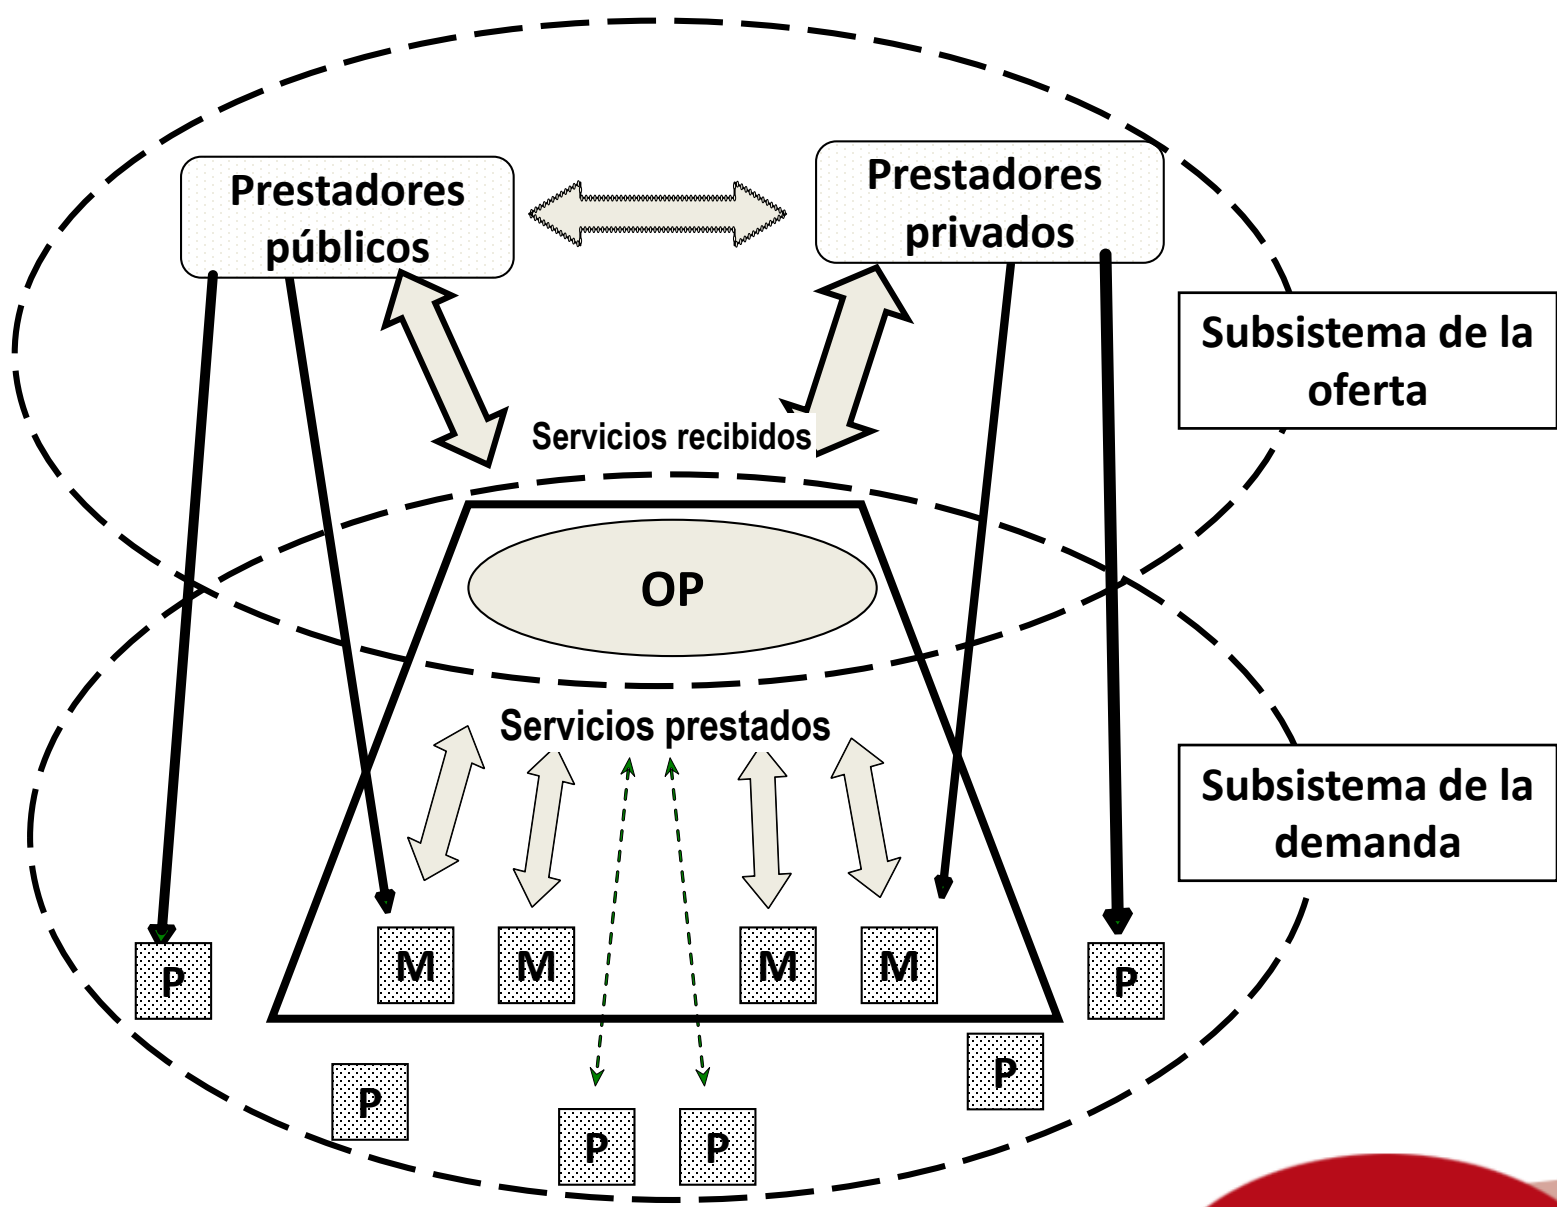 Prestadores
públicos
Prestadores
privados
Subsistema de la
oferta
Servicios recibidos
OP
Servicios prestados
Subsistema de la
demanda
M
M
M
M
P
P
P
P
P
P